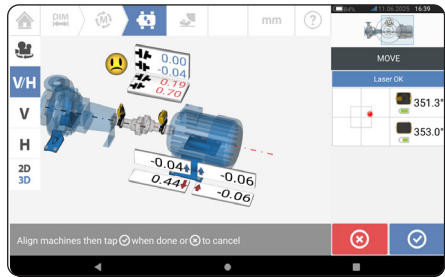 84% 11.06.2025 16:39
DIM
(M)
mm
?
MOVE
Laser OK
V/H
V
H
2D
3D
0.00
-0.04
0.19
0.70
351.3°
353.0°
-0.04
-0.06
0.44
-0.06
Align machines then tap ✓ when done or ⊗ to cancel